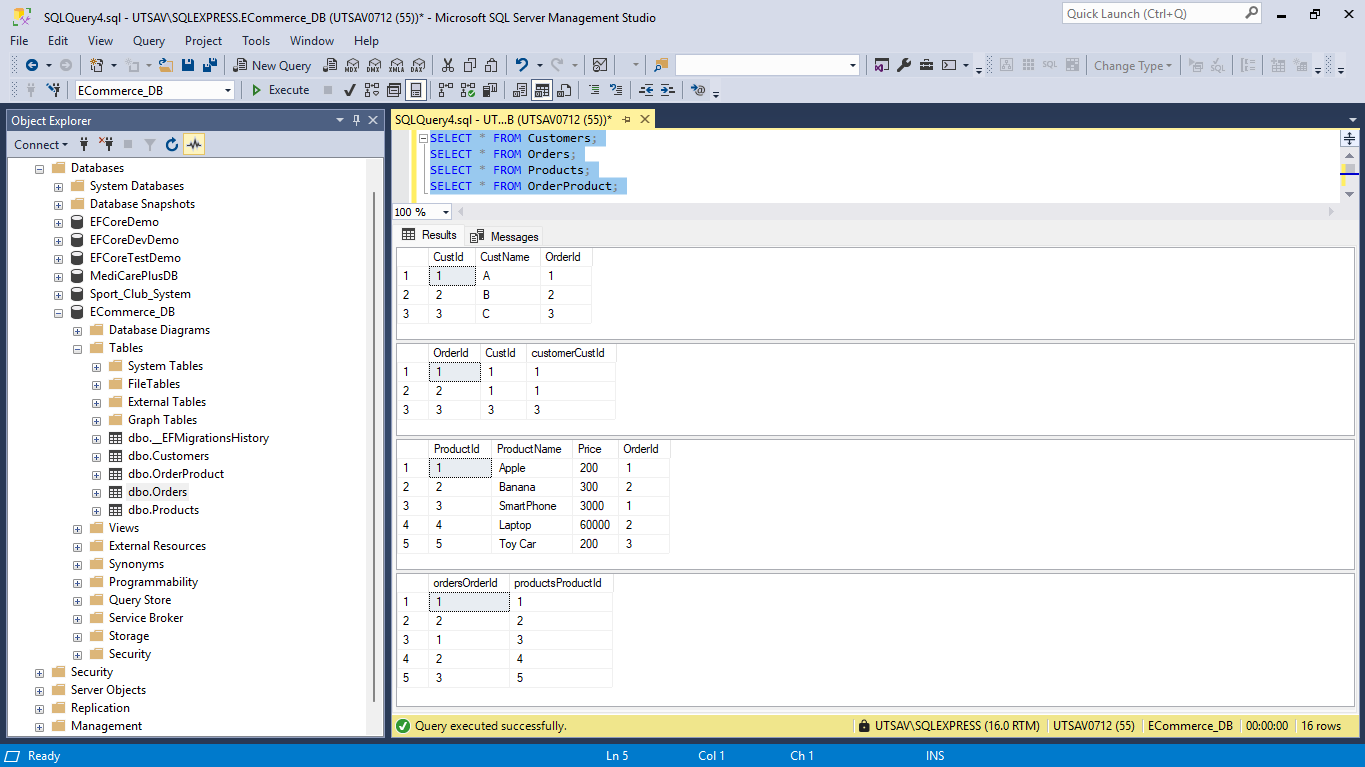 SQLQuery4.sql - UTSAV\SQLEXPRESS.ECommerce_DB (UTSAV0712 (55))* - Microsoft SQL Server Management Studio
Quick Launch (Ctrl+Q)
File Edit View Query Project Tools Window Help
New Query MDX DMX XMLA DAX SQL Change Type SQL
ECommerce_DB Execute
Object Explorer
Connect
Databases
System Databases
Database Snapshots
EFCoreDemo
EFCoreDevDemo
EFCoreTestDemo
MediCarePlusDB
Sport_Club_System
ECommerce_DB
Database Diagrams
Tables
System Tables
FileTables
External Tables
Graph Tables
dbo.__EFMigrationsHistory
dbo.Customers
dbo.OrderProduct
dbo.Orders
dbo.Products
Views
External Resources
Synonyms
Programmability
Query Store
Service Broker
Storage
Security
Security
Server Objects
Replication
Management
SQLQuery4.sql - UT...B (UTSAV0712 (55))*
SELECT * FROM Customers;
SELECT * FROM Orders;
SELECT * FROM Products;
SELECT * FROM OrderProduct;
100 %
Results Messages
CustId CustName OrderId
1 1 A 1
2 2 B 2
3 3 C 3
OrderId CustId customerCustId
1 1 1 1
2 2 1 1
3 3 3 3
ProductId ProductName Price OrderId
1 1 Apple 200 1
2 2 Banana 300 2
3 3 SmartPhone 3000 1
4 4 Laptop 60000 2
5 5 Toy Car 200 3
ordersOrderId productsProductId
1 1 1
2 2 2
3 1 3
4 2 4
5 3 5
Query executed successfully. UTSAV\SQLEXPRESS (16.0 RTM) UTSAV0712 (55) ECommerce_DB 00:00:00 16 rows
Ready Ln 5 Col 1 Ch 1 INS